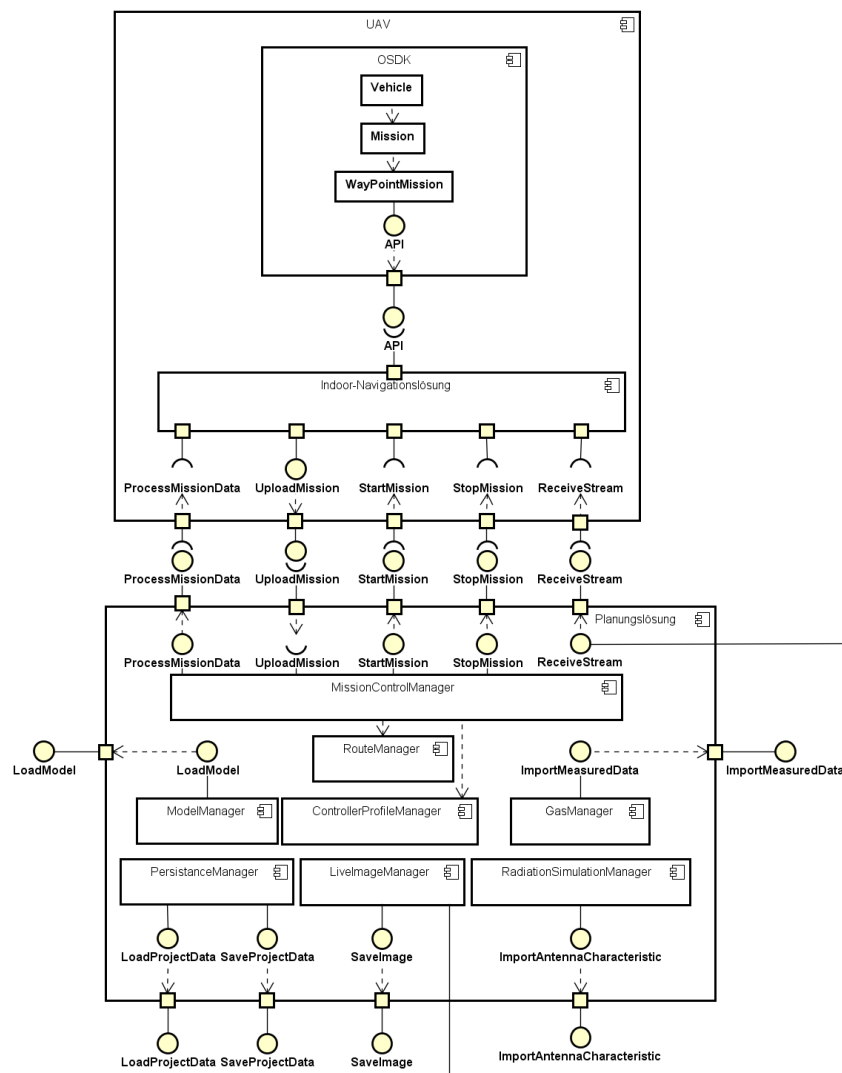 UAV
OSDK
Vehicle
Mission
WayPointMission
API
API
Indoor-Navigationslösung
ProcessMissionData UploadMission StartMission StopMission ReceiveStream
ProcessMissionData UploadMission StartMission StopMission ReceiveStream
Planungslösung
ProcessMissionData UploadMission StartMission StopMission ReceiveStream
MissionControlManager
RouteManager
LoadModel LoadModel ImportMeasuredData ImportMeasuredData
ModelManager ControllerProfileManager GasManager
PersistanceManager LiveImageManager RadiationSimulationManager
LoadProjectData SaveProjectData SaveImage ImportAntennaCharacteristic
LoadProjectData SaveProjectData SaveImage ImportAntennaCharacteristic